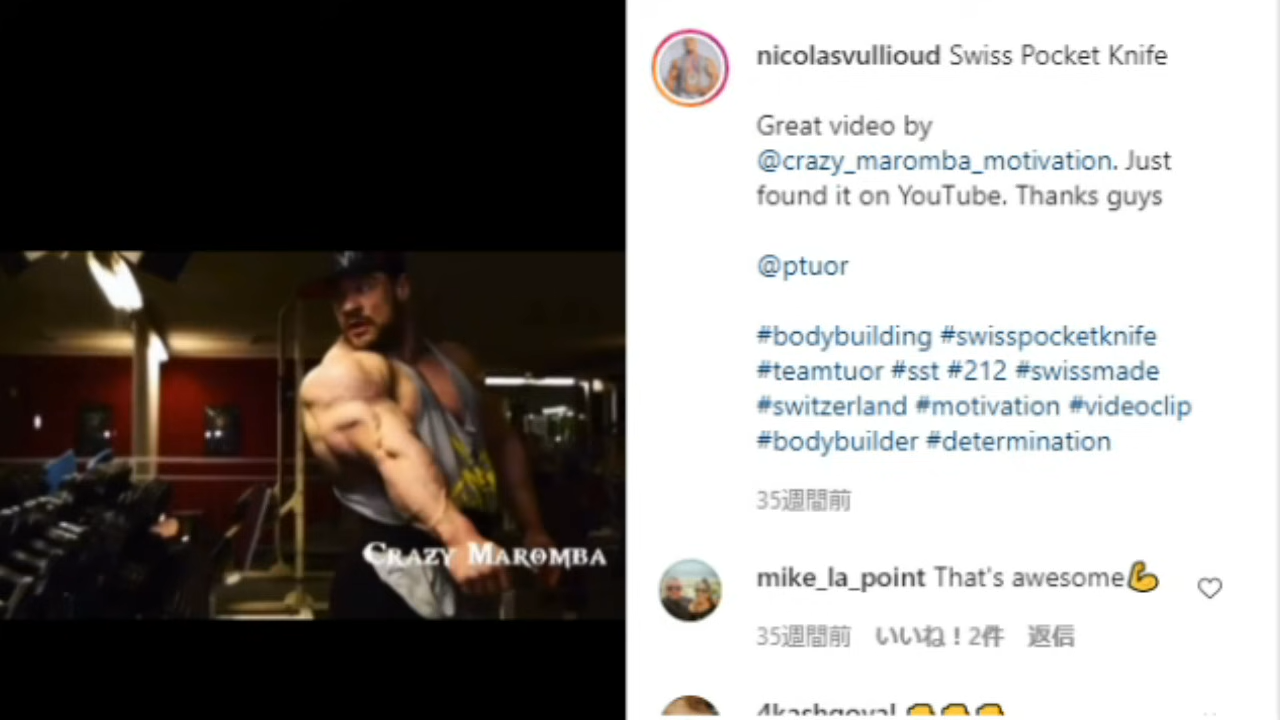 nicolasvullioud Swiss Pocket Knife
Great video by
@crazy_maromba_motivation. Just
found it on YouTube. Thanks guys
@ptuor
#bodybuilding #swisspocketknife
#teamtuor #sst #212 #swissmade
#switzerland #motivation #videoclip
#bodybuilder #determination
35週間前
CRAZY MAROMBA
mike_la_point That's awesome💪
35週間前 いいね！2件 返信